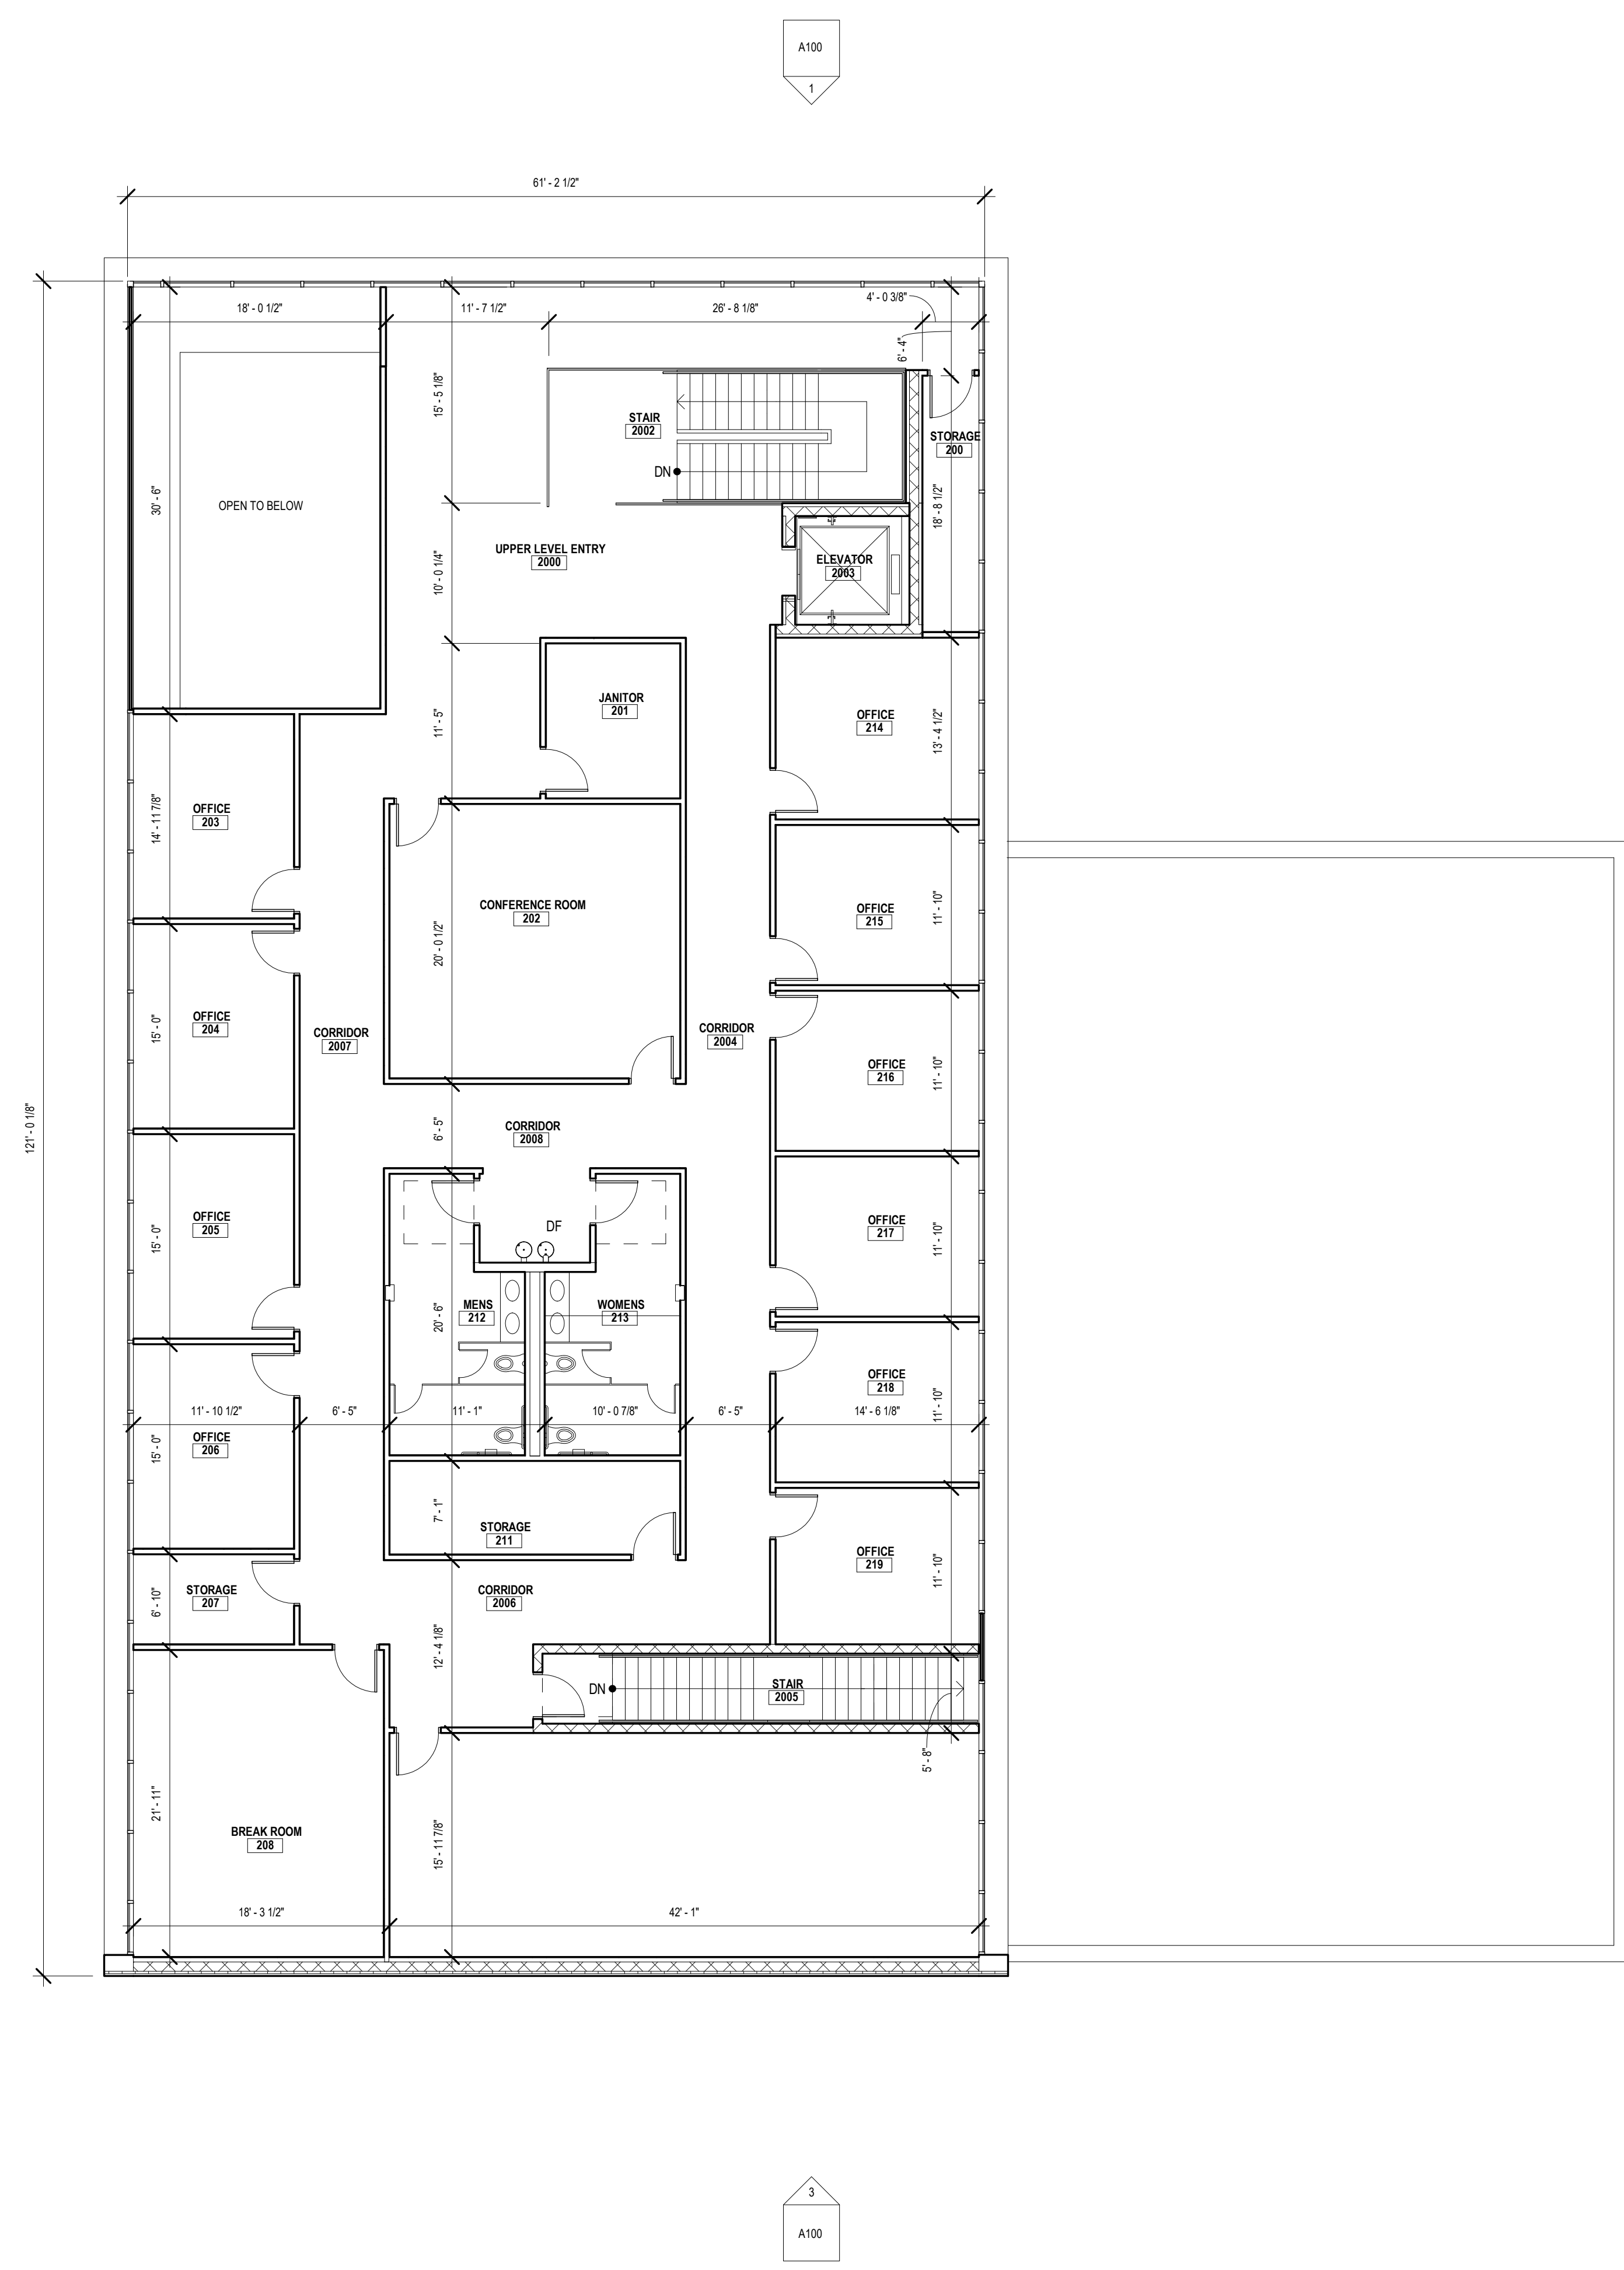 A100
1
61' - 2 1/2"
18' - 0 1/2"
11' - 7 1/2"
26' - 8 1/8"
4' - 0 3/8"
6' - 4"
15' - 5 1/8"
STAIR
2002
DN
STORAGE
200
30' - 6"
OPEN TO BELOW
18' - 8 1/2"
UPPER LEVEL ENTRY
2000
10' - 0 1/4"
ELEVATOR
2003
JANITOR
201
11' - 5"
OFFICE
214
13' - 4 1/2"
OFFICE
203
14' - 11 7/8"
CONFERENCE ROOM
202
20' - 0 1/2"
OFFICE
215
11' - 10"
OFFICE
204
15' - 0"
CORRIDOR
2007
CORRIDOR
2004
OFFICE
216
11' - 10"
121' - 0 1/8"
6' - 5"
CORRIDOR
2008
OFFICE
205
15' - 0"
DF
OFFICE
217
11' - 10"
MENS
212
20' - 6"
WOMENS
213
OFFICE
218
11' - 10"
11' - 10 1/2"
6' - 5"
11' - 1"
10' - 0 7/8"
6' - 5"
14' - 6 1/8"
OFFICE
206
15' - 0"
7' - 1"
STORAGE
211
OFFICE
219
11' - 10"
STORAGE
207
6' - 10"
CORRIDOR
2006
12' - 4 1/8"
DN
STAIR
2005
5' - 8"
21' - 11"
BREAK ROOM
208
15' - 11 7/8"
18' - 3 1/2"
42' - 1"
3
A100